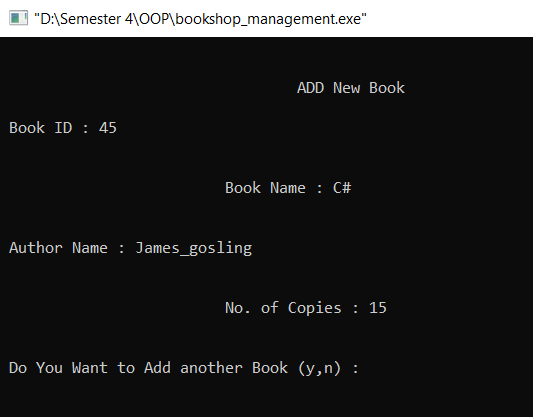 "D:\Semester 4\OOP\bookshop_management.exe"
ADD New Book
Book ID : 45
Book Name : C#
Author Name : James_gosling
No. of Copies : 15
Do You Want to Add another Book (y,n) :